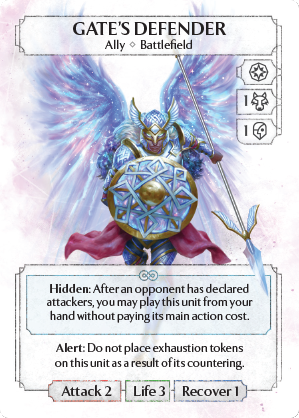 GATE'S DEFENDER
Ally ◇ Battlefield
1
1
Hidden: After an opponent has declared
attackers, you may play this unit from your
hand without paying its main action cost.
Alert: Do not place exhaustion tokens
on this unit as a result of its countering.
Attack 2 Life 3 Recover 1